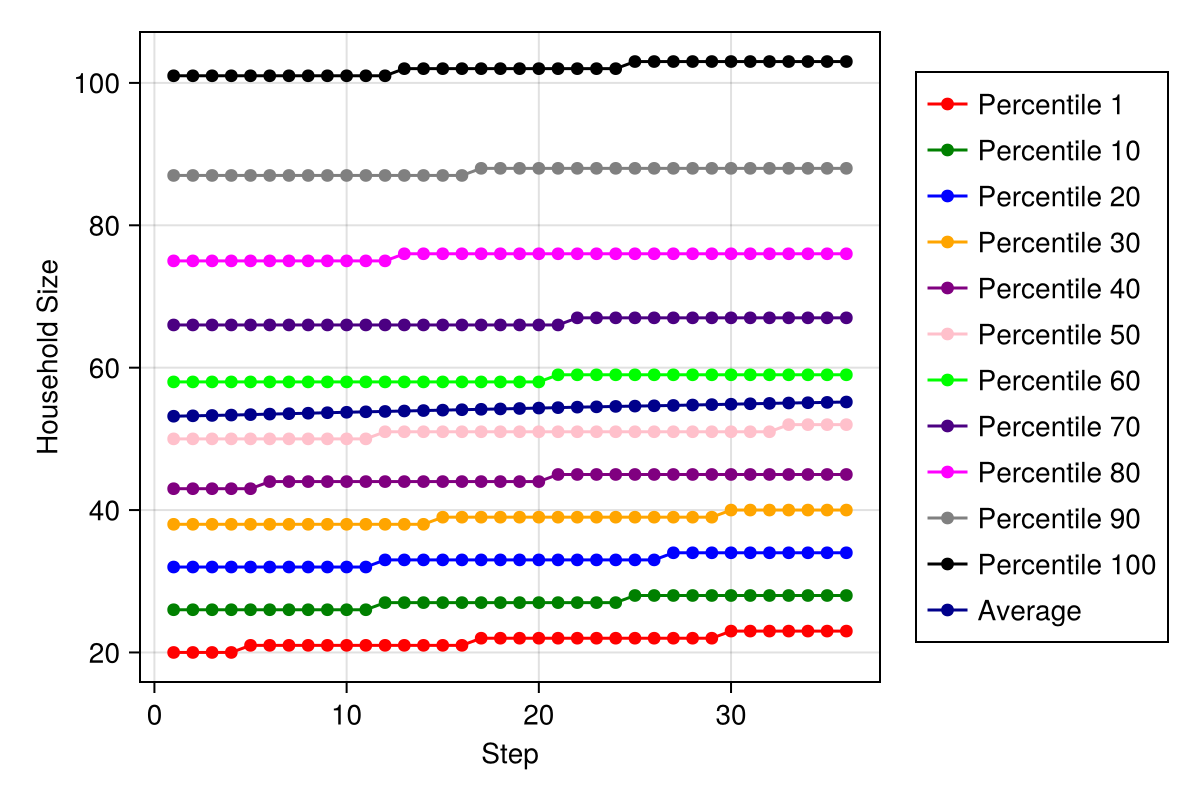 100
80
60
40
20
Household Size
0 10 20 30
Step
Percentile 1
Percentile 10
Percentile 20
Percentile 30
Percentile 40
Percentile 50
Percentile 60
Percentile 70
Percentile 80
Percentile 90
Percentile 100
Average